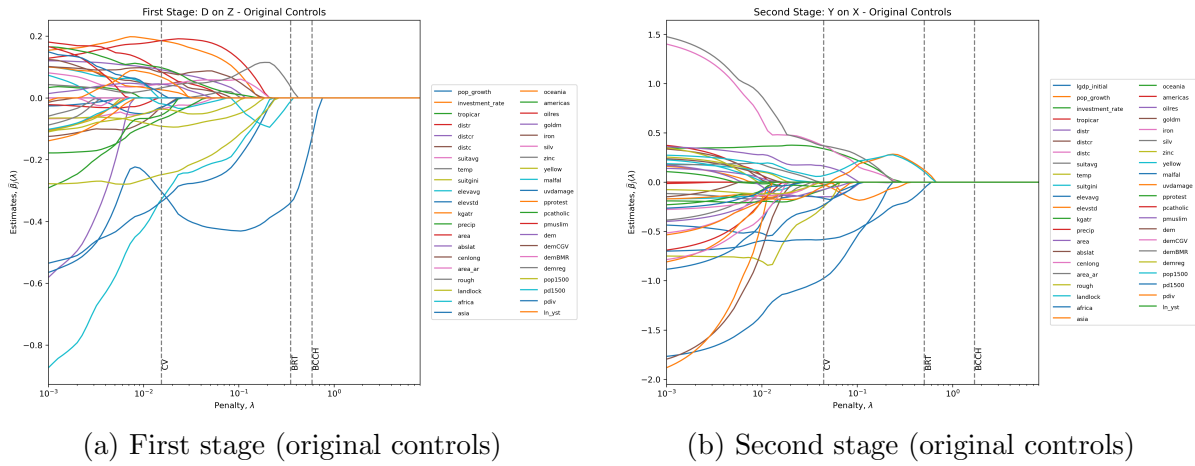 First Stage: D on Z - Original Controls
Estimates, β̂ⱼ(λ)
0.2
0.0
−0.2
−0.4
−0.6
−0.8
CV
BRT
BCCH
10⁻³
10⁻²
10⁻¹
10⁰
Penalty, λ
pop_growth
investment_rate
tropicar
distr
distcr
distc
suitavg
temp
suitgini
elevavg
elevstd
kgatr
precip
area
abslat
cenlong
area_ar
rough
landlock
africa
asia
oceania
americas
oilres
goldm
iron
silv
zinc
yellow
malfal
uvdamage
pprotest
pcatholic
pmuslim
dem
demCGV
demBMR
demreg
pop1500
pd1500
pdiv
ln_yst
(a) First stage (original controls)
Second Stage: Y on X - Original Controls
Estimates, β̂ⱼ(λ)
1.5
1.0
0.5
0.0
−0.5
−1.0
−1.5
−2.0
CV
BRT
BCCH
10⁻³
10⁻²
10⁻¹
10⁰
Penalty, λ
lgdp_initial
pop_growth
investment_rate
tropicar
distr
distcr
distc
suitavg
temp
suitgini
elevavg
elevstd
kgatr
precip
area
abslat
cenlong
area_ar
rough
landlock
africa
asia
oceania
americas
oilres
goldm
iron
silv
zinc
yellow
malfal
uvdamage
pprotest
pcatholic
pmuslim
dem
demCGV
demBMR
demreg
pop1500
pd1500
pdiv
ln_yst
(b) Second stage (original controls)